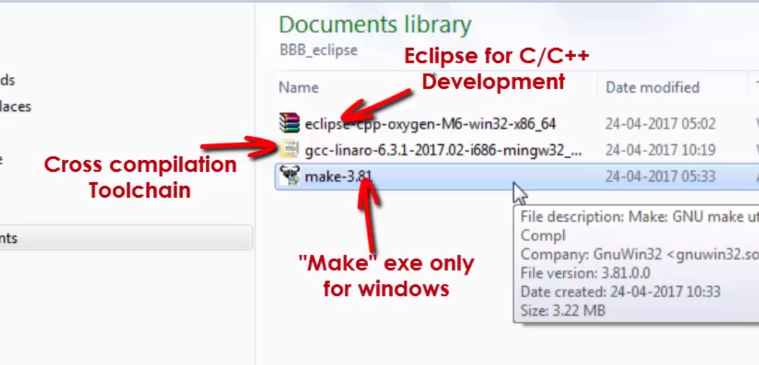 Documents library
BBB_eclipse
Eclipse for C/C++
Development
ds
laces
e
nts
Name
Date modified
eclipse-cpp-oxygen-M6-win32-x86_64
24-04-2017 05:02
gcc-linaro-6.3.1-2017.02-i686-mingw32_...
24-04-2017 10:19
make-3.81
24-04-2017 05:33
Cross compilation
Toolchain
"Make" exe only
for windows
File description: Make: GNU make ut
Compl
Company: GnuWin32 <gnuwin32.so
File version: 3.81.0.0
Date created: 24-04-2017 10:33
Size: 3.22 MB